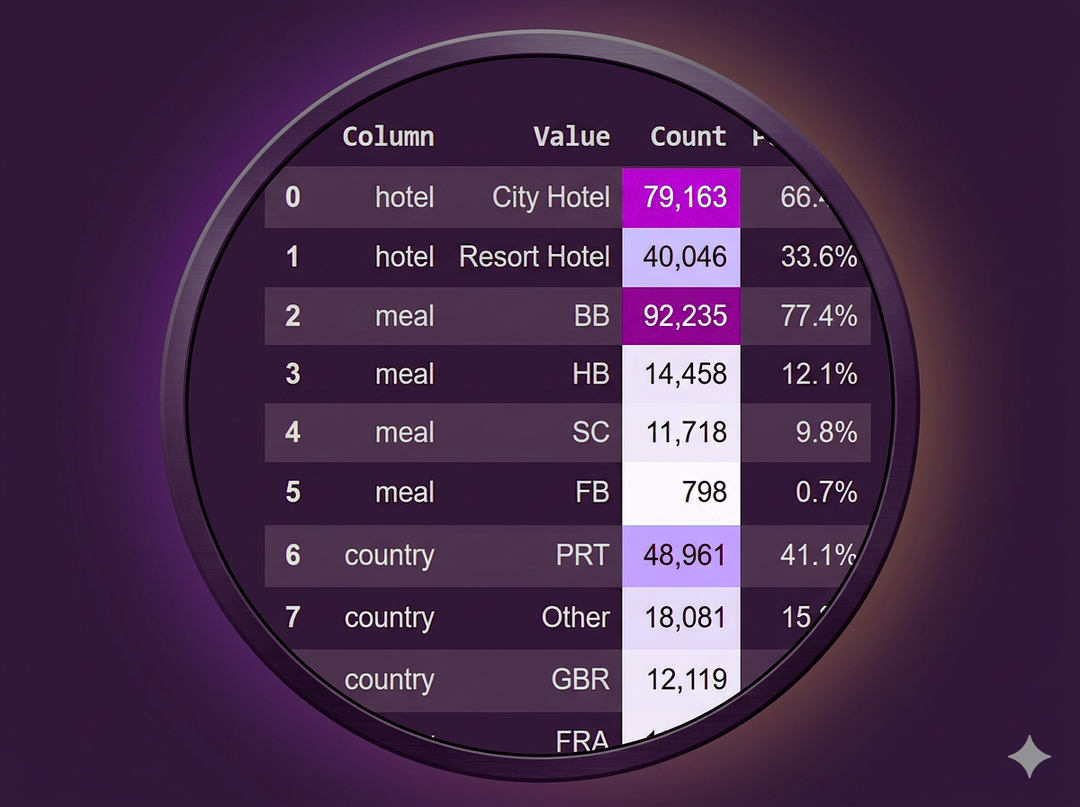 Column Value Count
0 hotel City Hotel 79,163 66.4
1 hotel Resort Hotel 40,046 33.6%
2 meal BB 92,235 77.4%
3 meal HB 14,458 12.1%
4 meal SC 11,718 9.8%
5 meal FB 798 0.7%
6 country PRT 48,961 41.1%
7 country Other 18,081 15
country GBR 12,119
FRA